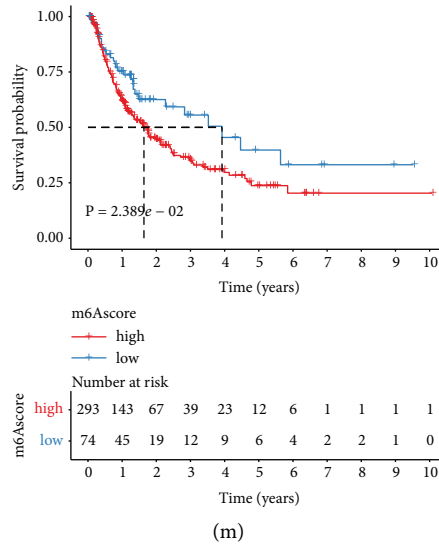 1.00
0.75
0.50
0.25
0.00
Survival probability
P = 2.389e − 02
0 1 2 3 4 5 6 7 8 9 10
Time (years)
m6Ascore
high
low
Number at risk
m6Ascore
high 293 143 67 39 23 12 6 1 1 1 1
low 74 45 19 12 9 6 4 2 2 1 0
0 1 2 3 4 5 6 7 8 9 10
Time (years)
(m)